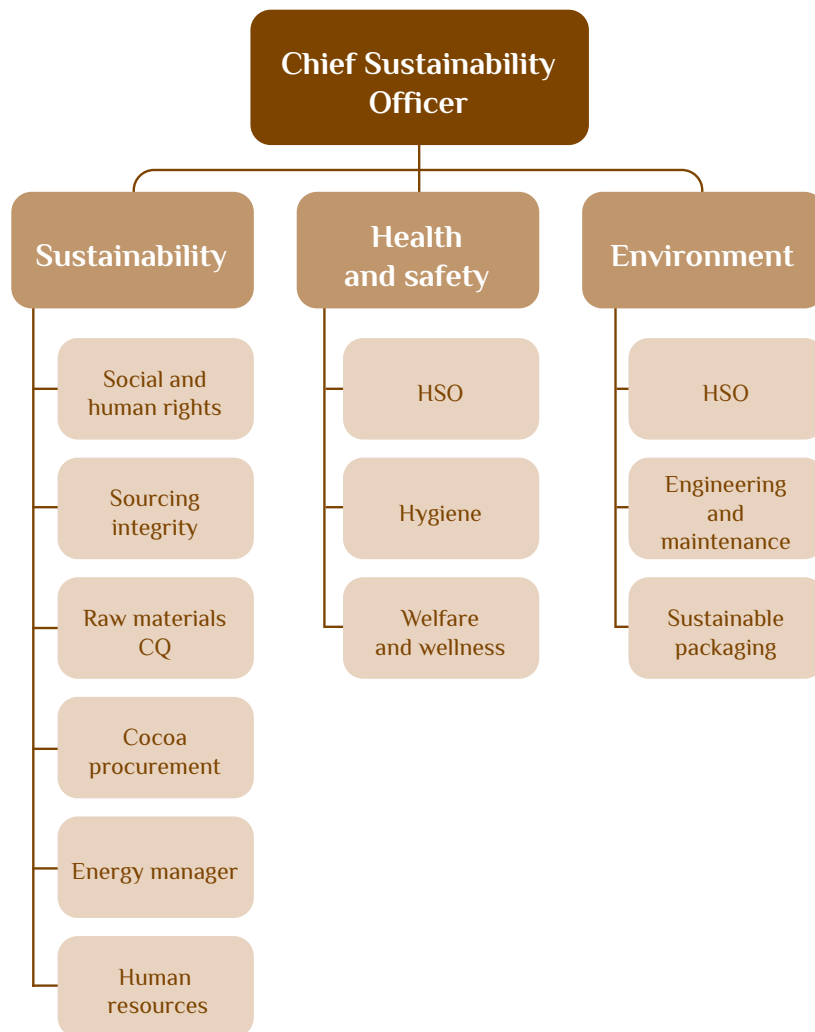 Chief Sustainability
Officer
Sustainability
Social and
human rights
Sourcing
integrity
Raw materials
CQ
Cocoa
procurement
Energy manager
Human
resources
Health
and safety
HSO
Hygiene
Welfare
and wellness
Environment
HSO
Engineering
and
maintenance
Sustainable
packaging